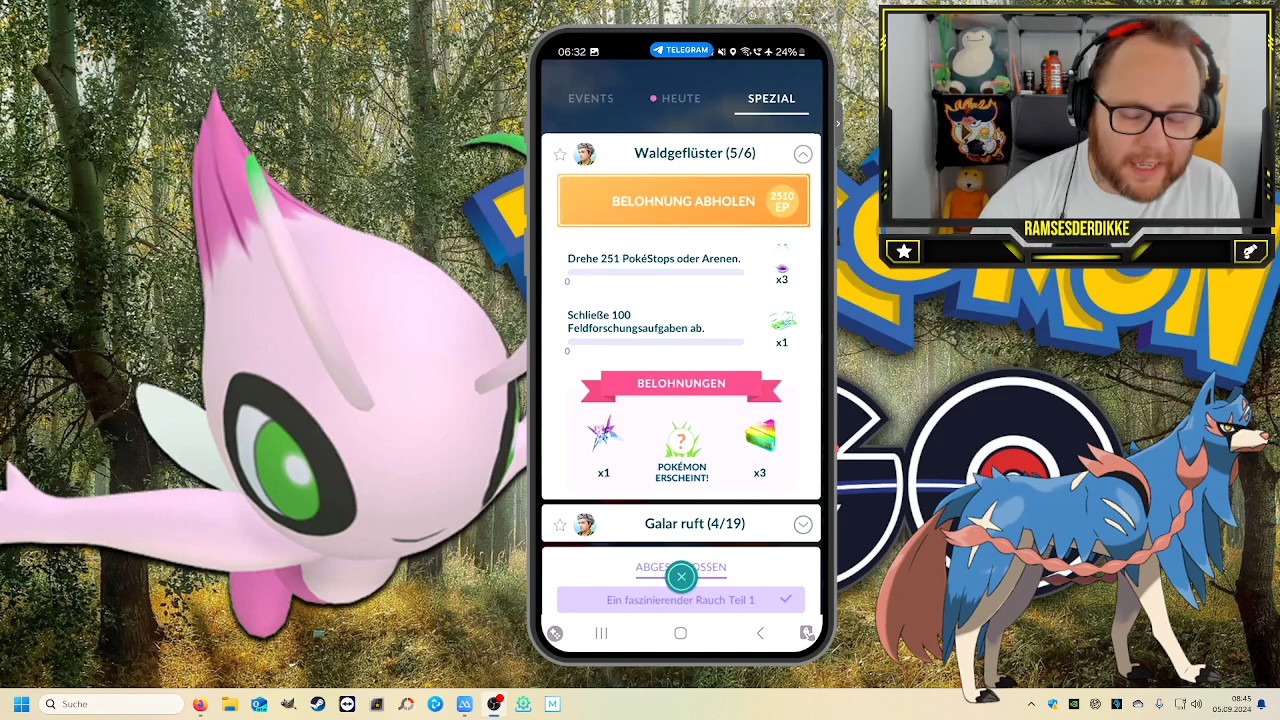 06:32
TELEGRAM
24%
EVENTS
HEUTE
SPEZIAL
Waldgeflüster (5/6)
BELOHNUNG ABHOLEN
2510
EP
Drehe 251 PokéStops oder Arenen.
0
x3
Schließe 100
Feldforschungsaufgaben ab.
0
x1
BELOHNUNGEN
?
x1
POKÉMON
ERSCHEINT!
x3
Galar ruft (4/19)
Ein faszinierender Rauch Teil 1
RAMSESDERDIKKE
GO
Suche
M
08:45
05.09.2024